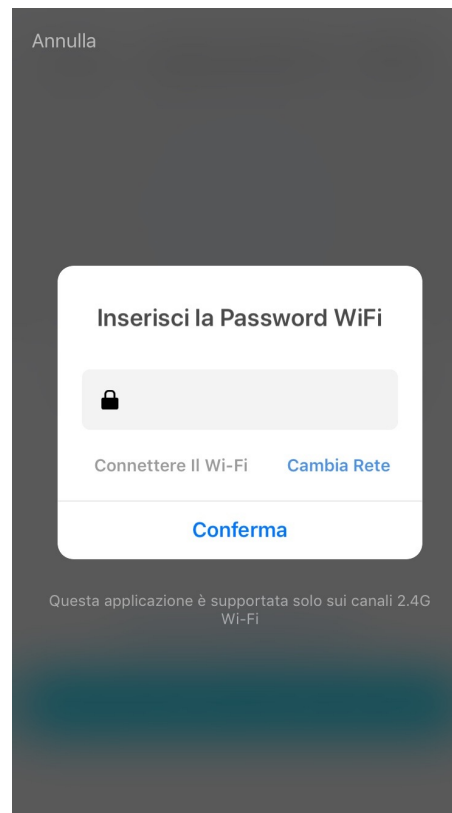 Annulla
Inserisci la Password WiFi
Connettere Il Wi-Fi
Cambia Rete
Conferma
Questa applicazione è supportata solo sui canali 2.4G
Wi-Fi